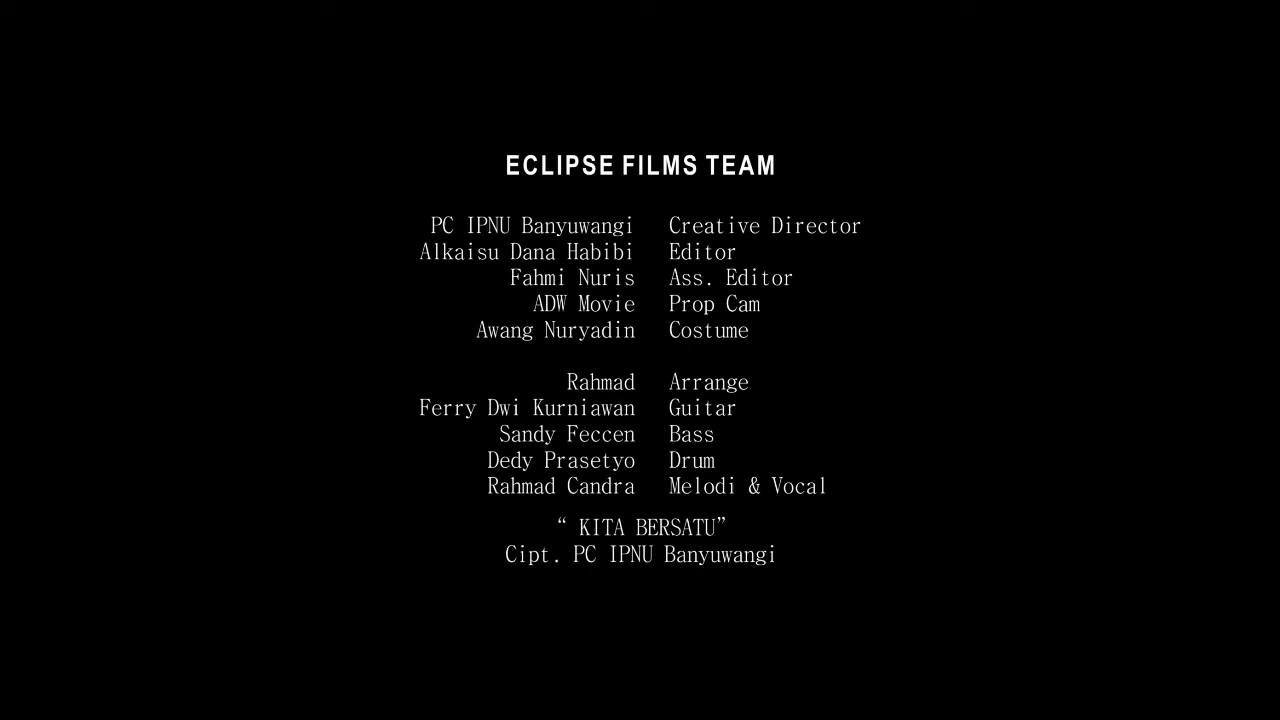 ECLIPSE FILMS TEAM
PC IPNU Banyuwangi Creative Director
Alkaisu Dana Habibi Editor
Fahmi Nuris Ass. Editor
ADW Movie Prop Cam
Awang Nuryadin Costume
Rahmad Arrange
Ferry Dwi Kurniawan Guitar
Sandy Feccen Bass
Dedy Prasetyo Drum
Rahmad Candra Melodi & Vocal
“ KITA BERSATU”
Cipt. PC IPNU Banyuwangi